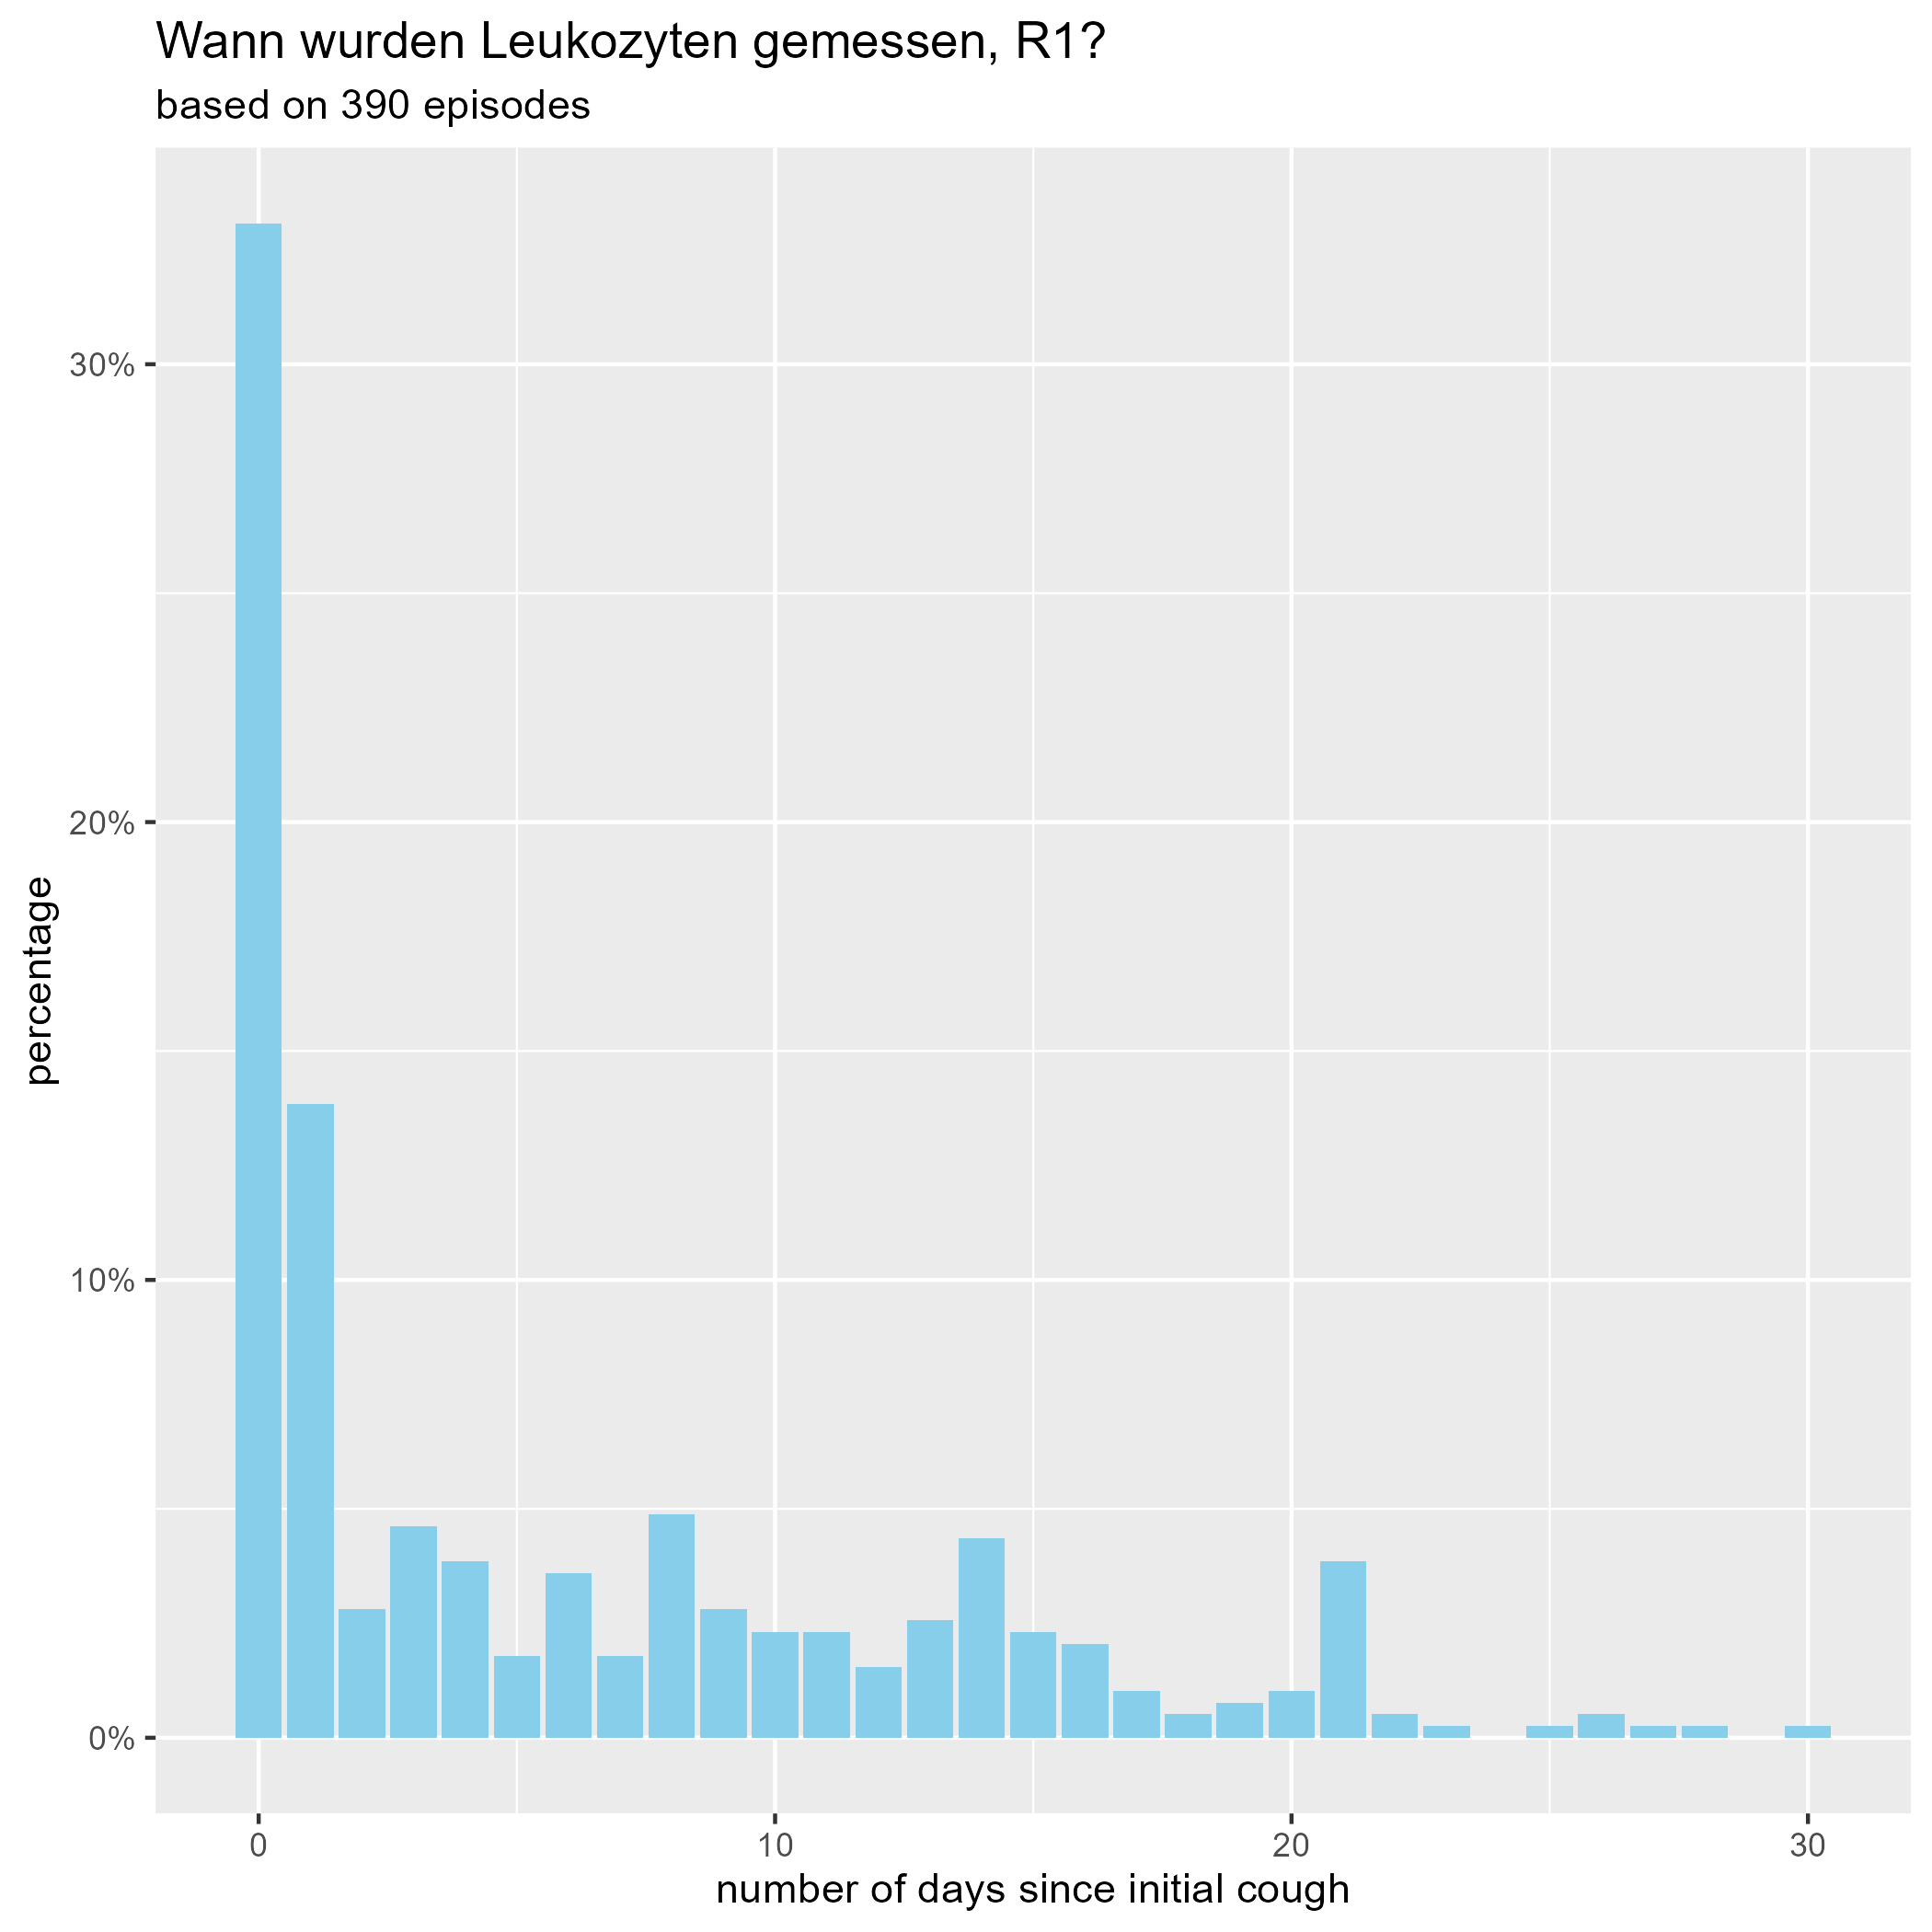 Wann wurden Leukozyten gemessen, R1?
based on 390 episodes
percentage
30%
20%
10%
0%
0 10 20 30
number of days since initial cough